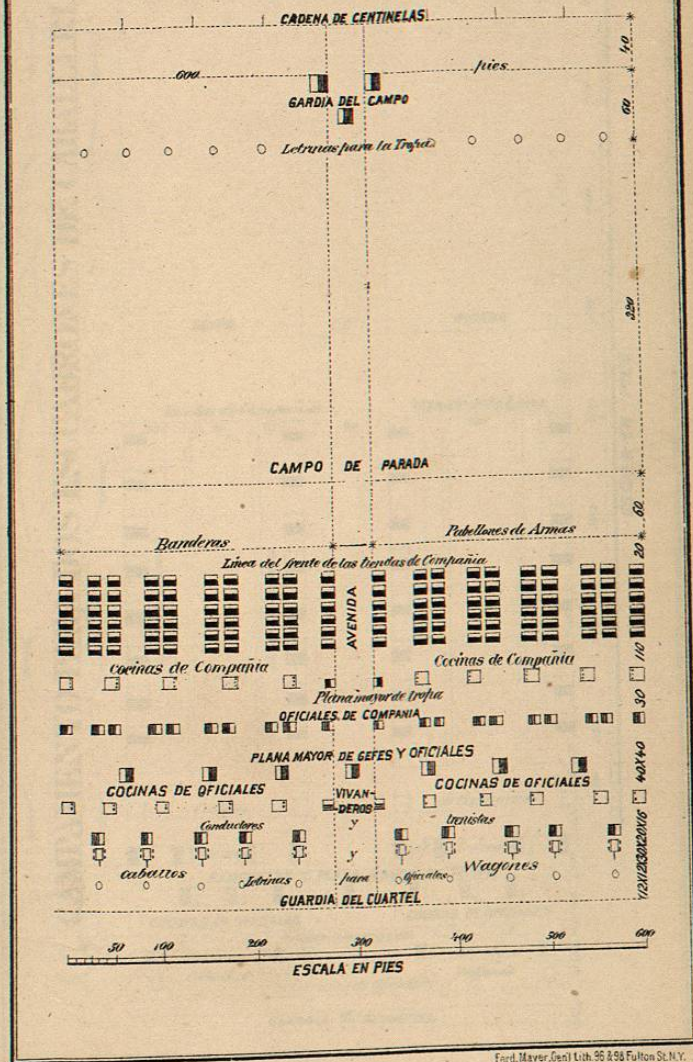 CADENA DE CENTINELAS
40
600 pies
GARDIA DEL CAMPO
60
Letrinas para la Tropa
320
CAMPO DE PARADA
60
Banderas Pabellones de Armas
20
Linea del frente de las tiendas de Compañia
AVENIDA
110
Cocinas de Compañia Cocinas de Compañia
Plana mayor de tropa
30
OFICIALES DE COMPAÑIA
PLANA MAYOR DE GEFES Y OFICIALES
40X40
COCINAS DE OFICIALES VIVAN- COCINAS DE OFICIALES
DEROS
Conductores y trenistas
y
Caballos Wagones
Letrinas para Oficiales
GUARDIA DEL CUARTEL
50 100 200 300 400 500 600
ESCALA EN PIES
Ferd. Mayer, Gen'l Lith. 96 & 98 Fulton St. N.Y.